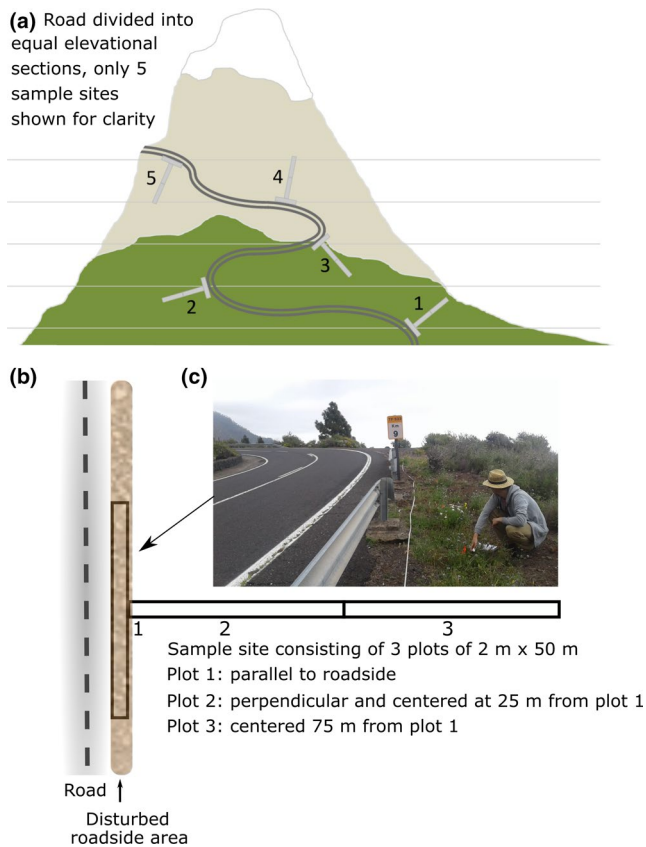 (a) Road divided into
equal elevational
sections, only 5
sample sites
shown for clarity
5
4
3
2
1
(b)
(c)
9
1
2
3
Sample site consisting of 3 plots of 2 m x 50 m
Plot 1: parallel to roadside
Plot 2: perpendicular and centered at 25 m from plot 1
Plot 3: centered 75 m from plot 1
Road
Disturbed
roadside area